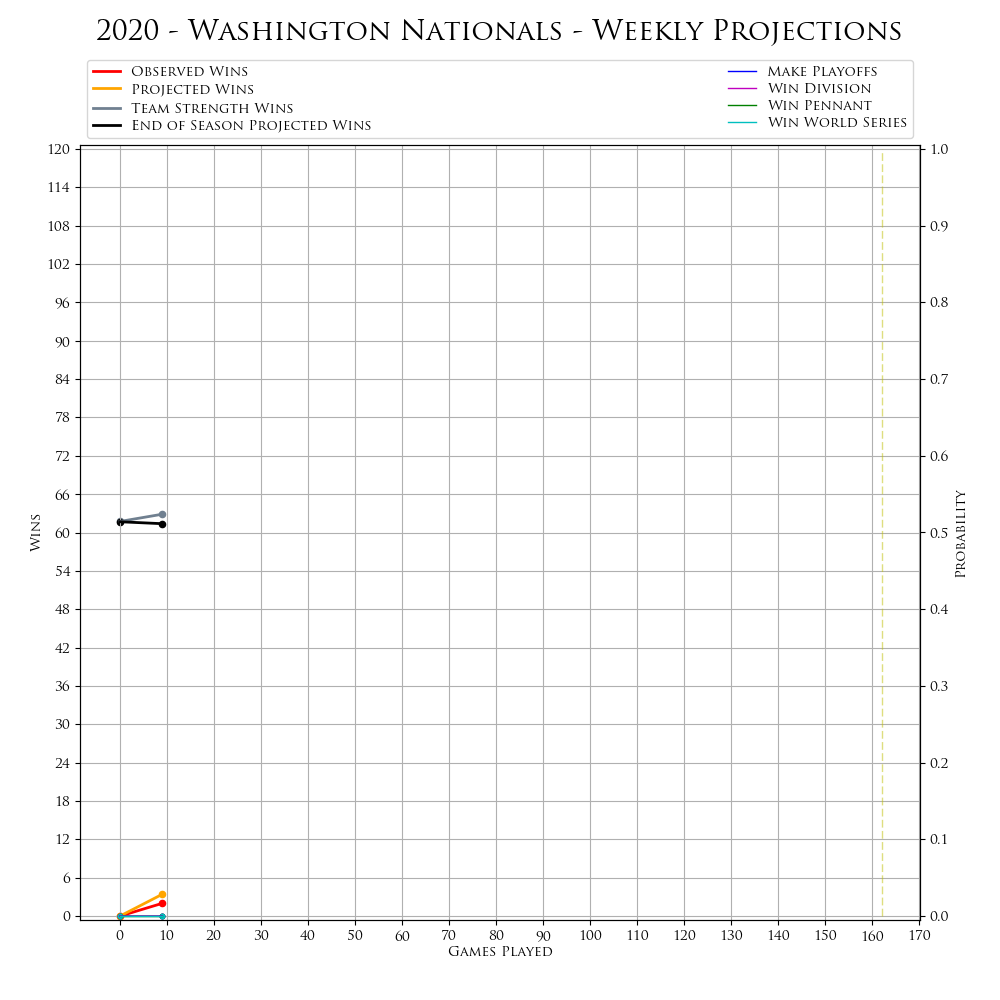 2020 - Washington Nationals - Weekly Projections
Observed Wins
Projected Wins
Team Strength Wins
End of Season Projected Wins
Make Playoffs
Win Division
Win Pennant
Win World Series
120
114
108
102
96
90
84
78
72
66
60
54
48
42
36
30
24
18
12
6
0
Wins
1.0
0.9
0.8
0.7
0.6
0.5
0.4
0.3
0.2
0.1
0.0
Probability
0 10 20 30 40 50 60 70 80 90 100 110 120 130 140 150 160 170
Games Played